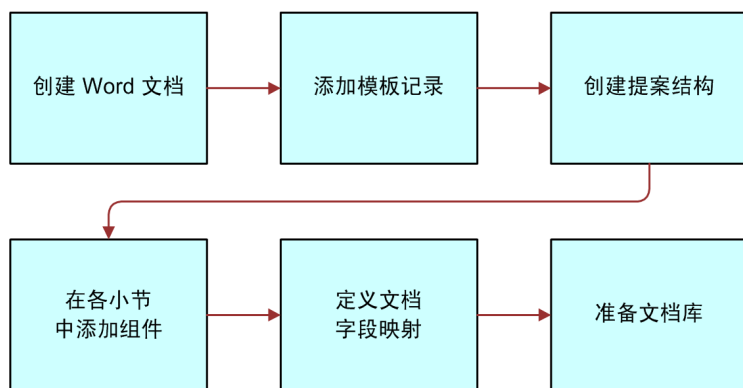 创建 Word 文档
添加模板记录
创建提案结构
在各小节
中添加组件
定义文档
字段映射
准备文档库